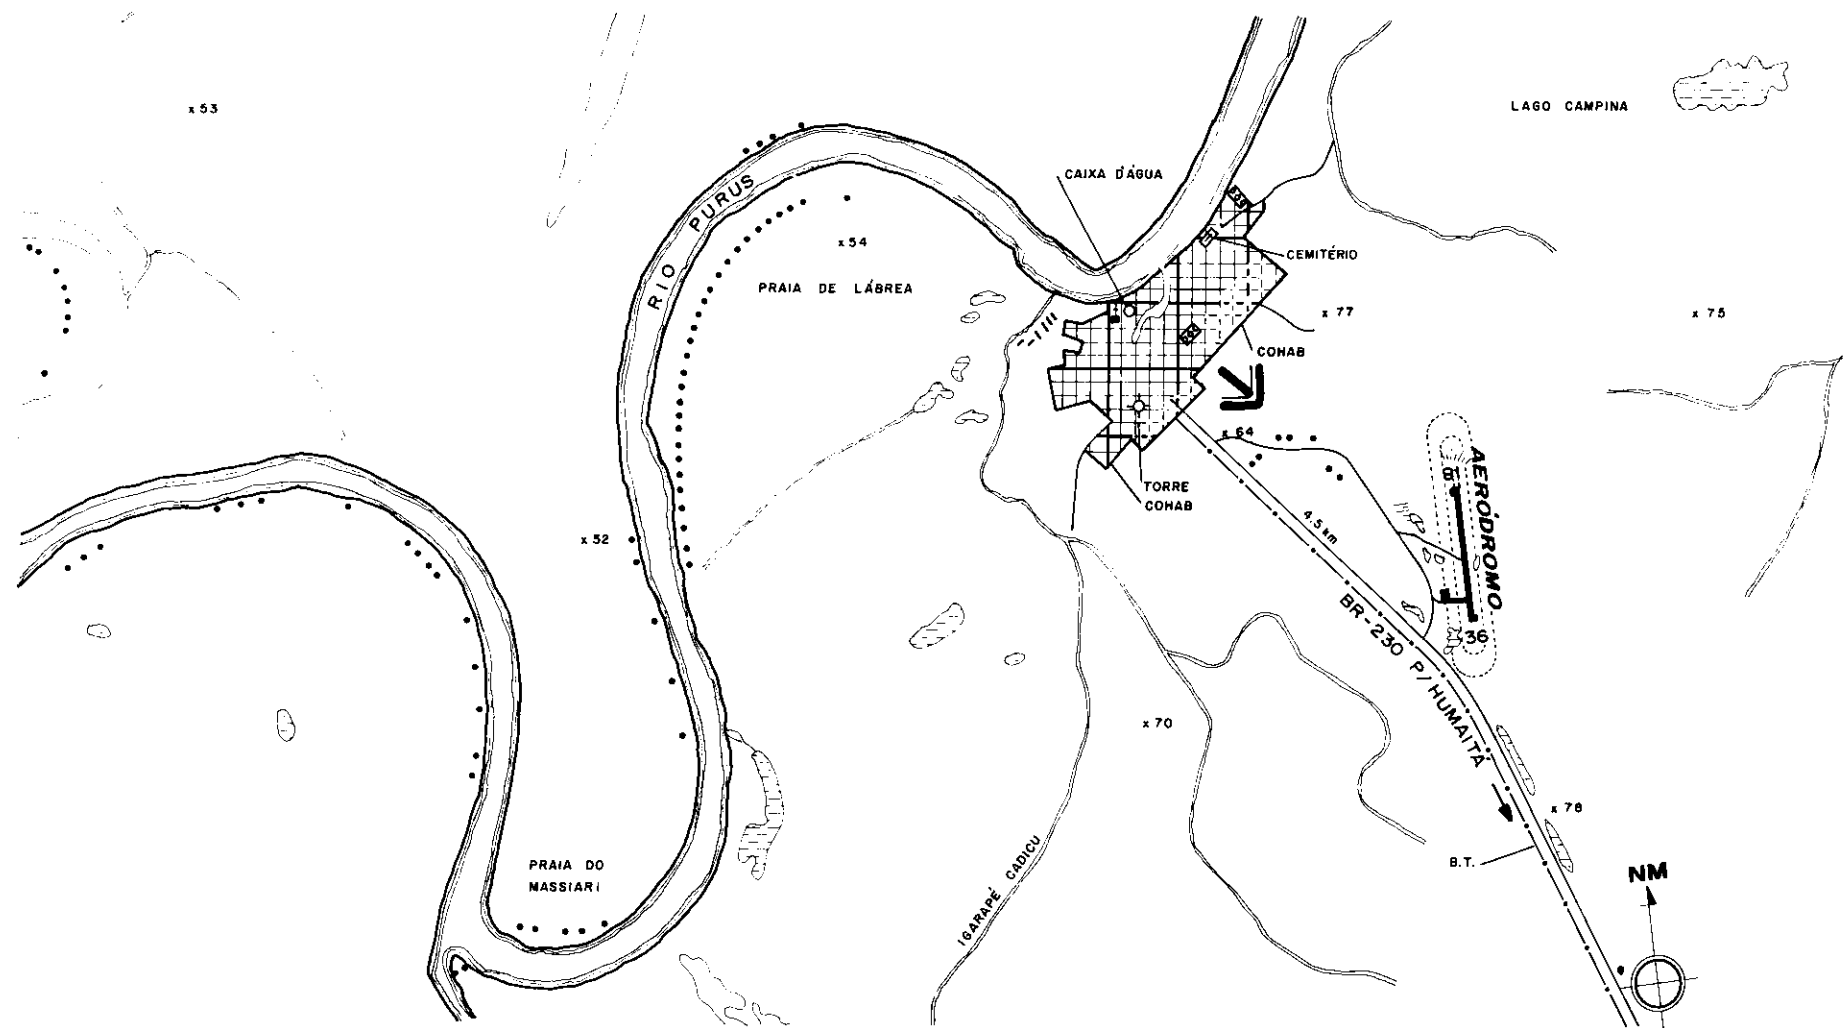 x 53
LAGO CAMPINA
CAIXA D'ÁGUA
RIO PURUS
x 54
CEMITÉRIO
PRAIA DE LÁBREA
x 77
x 75
COHAB
x 64
AERÓDROMO
TORRE
COHAB
4.5 km
x 52
BR-230 P/ HUMAITÁ
36
x 70
x 78
PRAIA DO
MASSIARI
B.T.
IGARAPÉ CADICU
NM